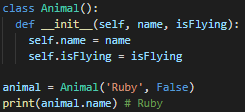 class Animal():
  def __init__(self, name, isFlying):
    self.name = name
    self.isFlying = isFlying

animal = Animal('Ruby', False)
print(animal.name) # Ruby